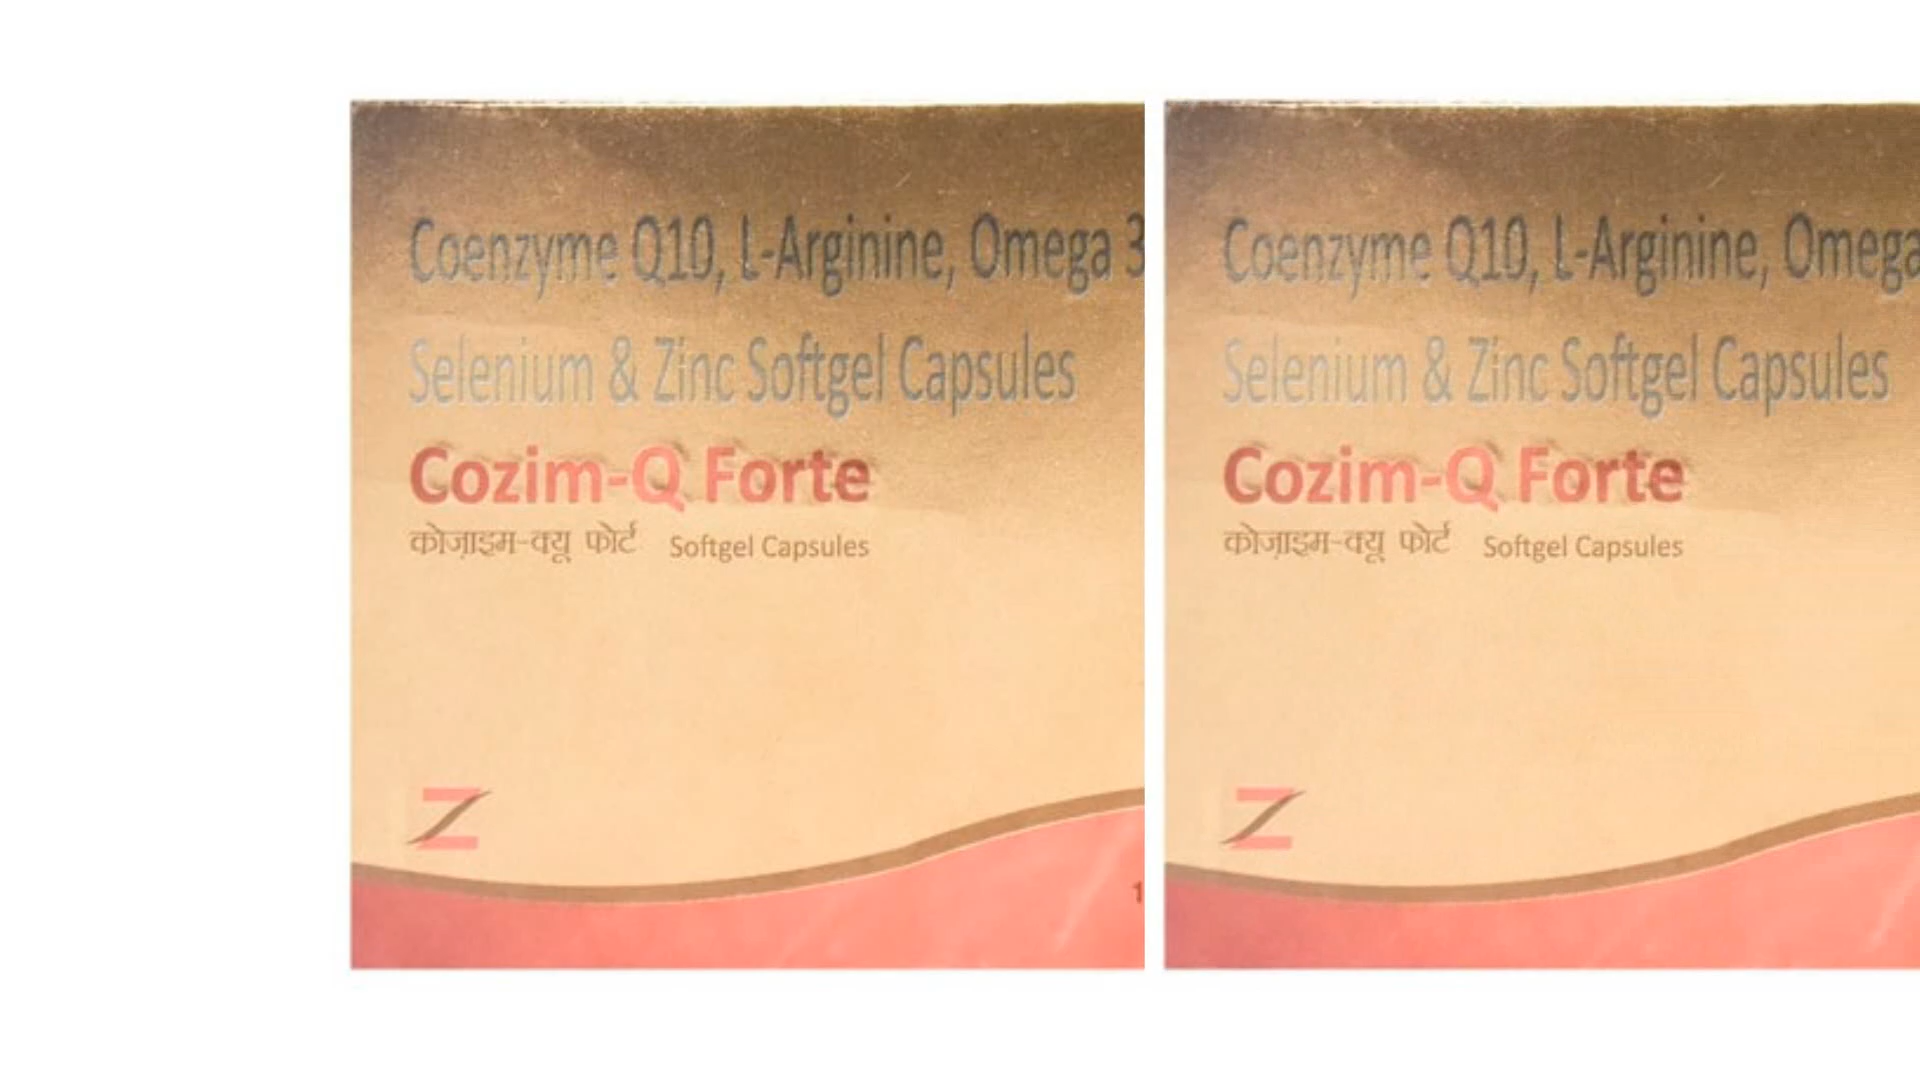 Coenzyme Q10, L-Arginine, Omega 3
Selenium & Zinc Softgel Capsules
Cozim-Q Forte
कोज़ाइम-क्यू फोर्ट Softgel Capsules
Z
1
Coenzyme Q10, L-Arginine, Omega
Selenium & Zinc Softgel Capsules
Cozim-Q Forte
कोज़ाइम-क्यू फोर्ट Softgel Capsules
Z